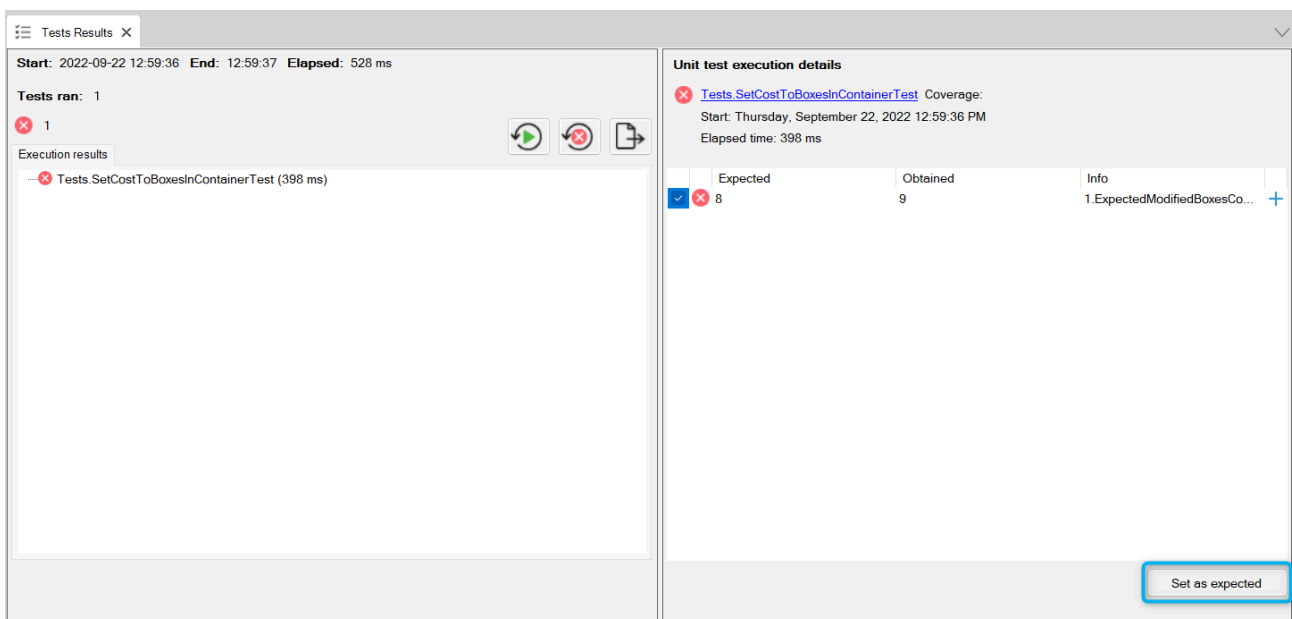 Tests Results
Start: 2022-09-22 12:59:36 End: 12:59:37 Elapsed: 528 ms
Tests ran: 1
1
Execution results
Tests.SetCostToBoxesInContainerTest (398 ms)
Unit test execution details
Tests.SetCostToBoxesInContainerTest Coverage:
Start: Thursday, September 22, 2022 12:59:36 PM
Elapsed time: 398 ms
Expected Obtained Info
8 9 1.ExpectedModifiedBoxesCo...
Set as expected